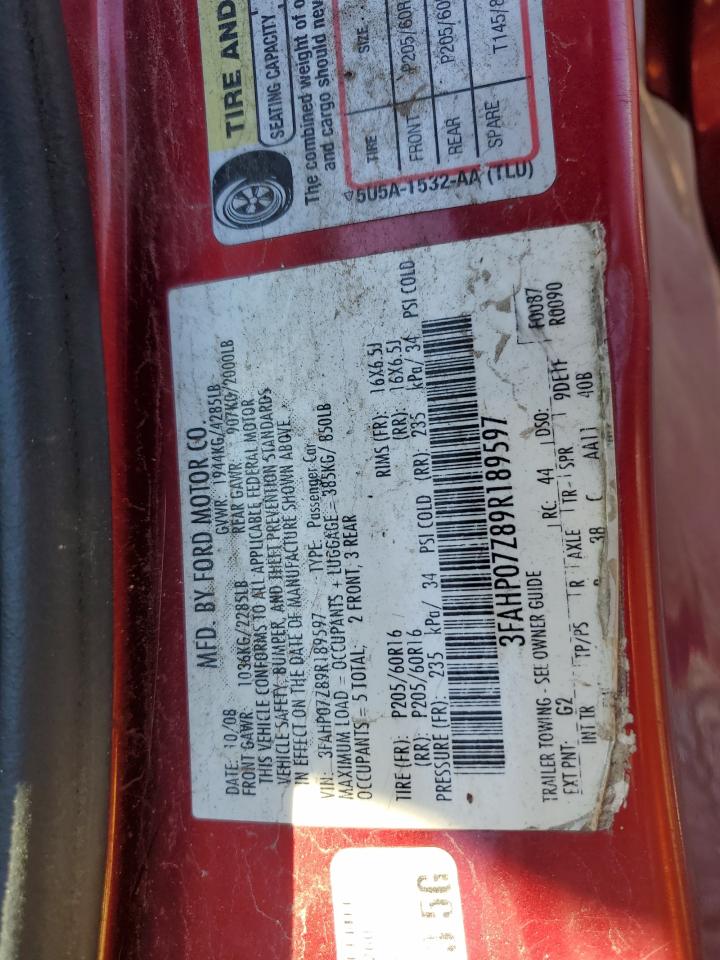 TIRE AND
SEATING CAPACITY
The combined weight of o
and cargo should nev
TIRE SIZE
FRONT P205/60R
REAR P205/60
SPARE T145/8
5U5A-1532-AA (TLU)
MFD. BY FORD MOTOR CO.
DATE: 10/08 GVWR: 1944KG/4285LB
FRONT GAWR: 1036KG/2285LB REAR GAWR: 907KG/2000LB
THIS VEHICLE CONFORMS TO ALL APPLICABLE FEDERAL MOTOR
VEHICLE SAFETY, BUMPER, AND THEFT PREVENTION STANDARDS
IN EFFECT ON THE DATE OF MANUFACTURE SHOWN ABOVE
VIN: 3FAHP07Z89R189597 TYPE: Passenger Car
MAXIMUM LOAD = OCCUPANTS + LUGGAGE = 385KG/ 850LB
OCCUPANTS = 5 TOTAL; 2 FRONT, 3 REAR
TIRE (FR): P205/60R16 RIMS (FR): 16X6.5J
(RR): P205/60R16 (RR): 16X6.5J
PRESSURE (FR): 235 kPa/ 34 PSI COLD (RR): 235 kPa/ 34 PSI COLD
3FAHP07Z89R189597
F0087
R0090
TRAILER TOWING - SEE OWNER GUIDE
EXT PNT: G2 RC: 44 DSO:
INT TR TP/PS R AXLE TR SPR 9DE1f
3B C AA11 40B